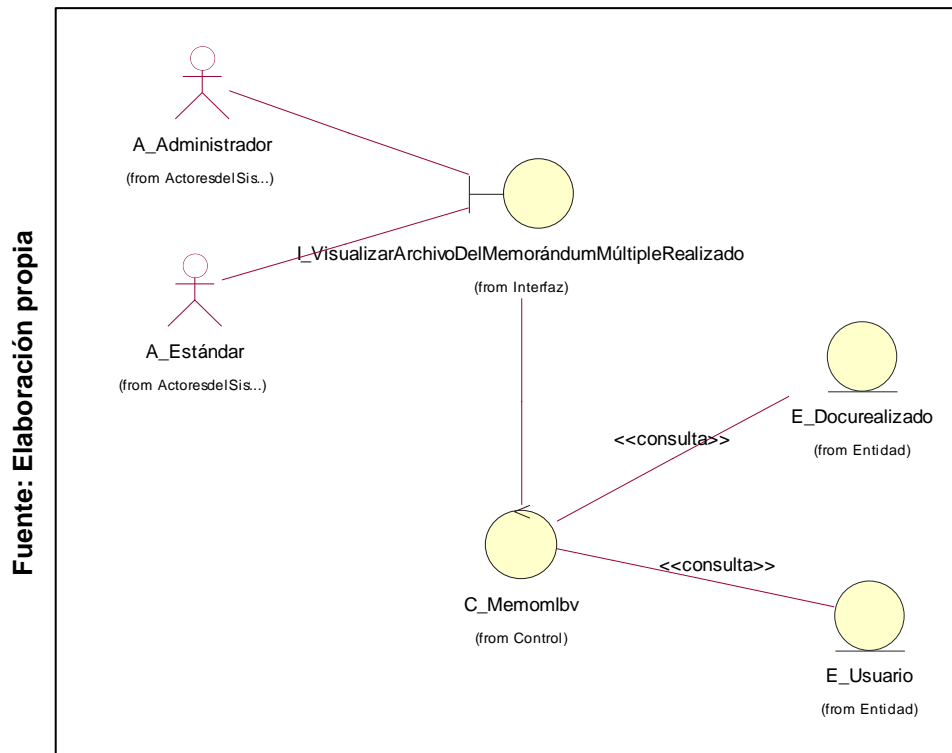 Fuente: Elaboración propia
A_Administrador
(from ActoresdelSis...)
I_VisualizarArchivoDelMemorándumMúltipleRealizado
(from Interfaz)
A_Estándar
(from ActoresdelSis...)
E_Docurealizado
(from Entidad)
<<consulta>>
<<consulta>>
C_Memomlbv
(from Control)
E_Usuario
(from Entidad)